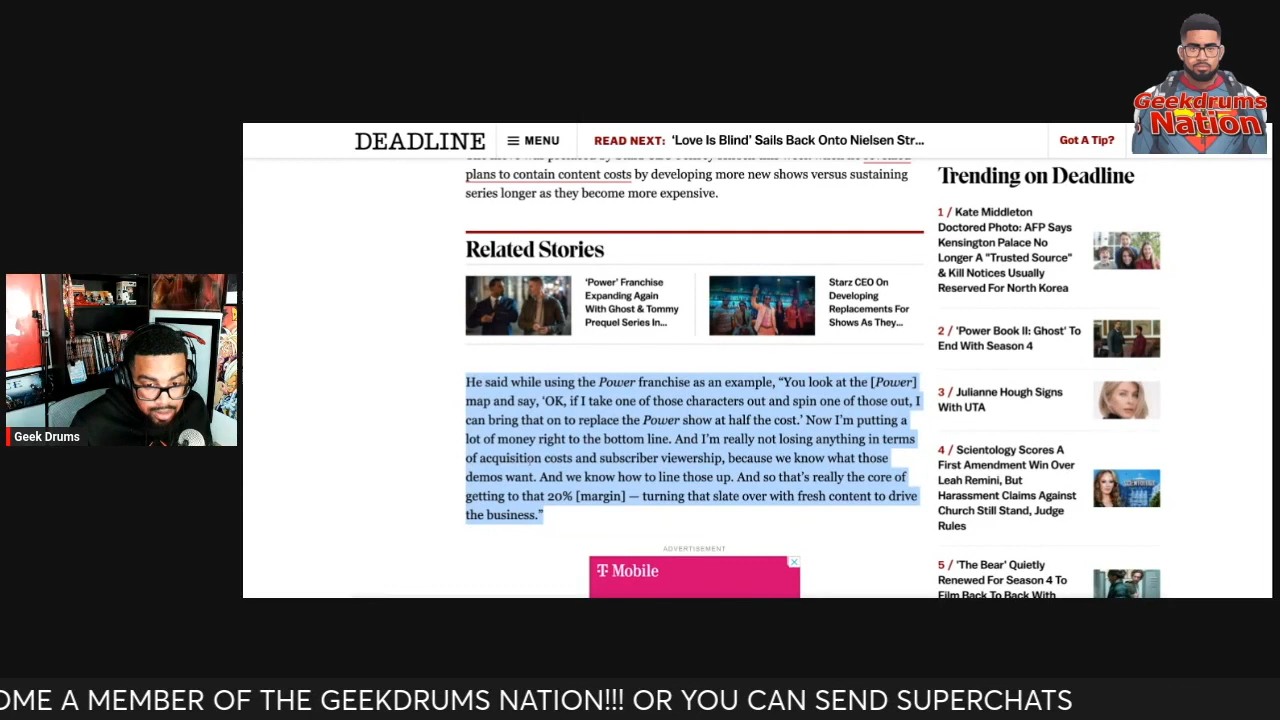 Geekdrums
Nation
DEADLINE
MENU
READ NEXT: ‘Love Is Blind’ Sails Back Onto Nielsen Str...
Got A Tip?
plans to contain content costs by developing more new shows versus sustaining
series longer as they become more expensive.
Related Stories
‘Power’ Franchise
Expanding Again
With Ghost & Tommy
Prequel Series In...
Starz CEO On
Developing
Replacements For
Shows As They...
He said while using the Power franchise as an example, “You look at the [Power]
map and say, ‘OK, if I take one of those characters out and spin one of those out, I
can bring that on to replace the Power show at half the cost.’ Now I’m putting a
lot of money right to the bottom line. And I’m really not losing anything in terms
of acquisition costs and subscriber viewership, because we know what those
demos want. And we know how to line those up. And so that’s really the core of
getting to that 20% [margin] — turning that slate over with fresh content to drive
the business.”
ADVERTISEMENT
T Mobile
Trending on Deadline
1 / Kate Middleton
Doctored Photo: AFP Says
Kensington Palace No
Longer A "Trusted Source"
& Kill Notices Usually
Reserved For North Korea
2 / ‘Power Book II: Ghost’ To
End With Season 4
3 / Julianne Hough Signs
With UTA
4 / Scientology Scores A
First Amendment Win Over
Leah Remini, But
Harassment Claims Against
Church Still Stand, Judge
Rules
5 / ‘The Bear’ Quietly
Renewed For Season 4 To
Film Back To Back With
Geek Drums
OME A MEMBER OF THE GEEKDRUMS NATION!!! OR YOU CAN SEND SUPERCHATS